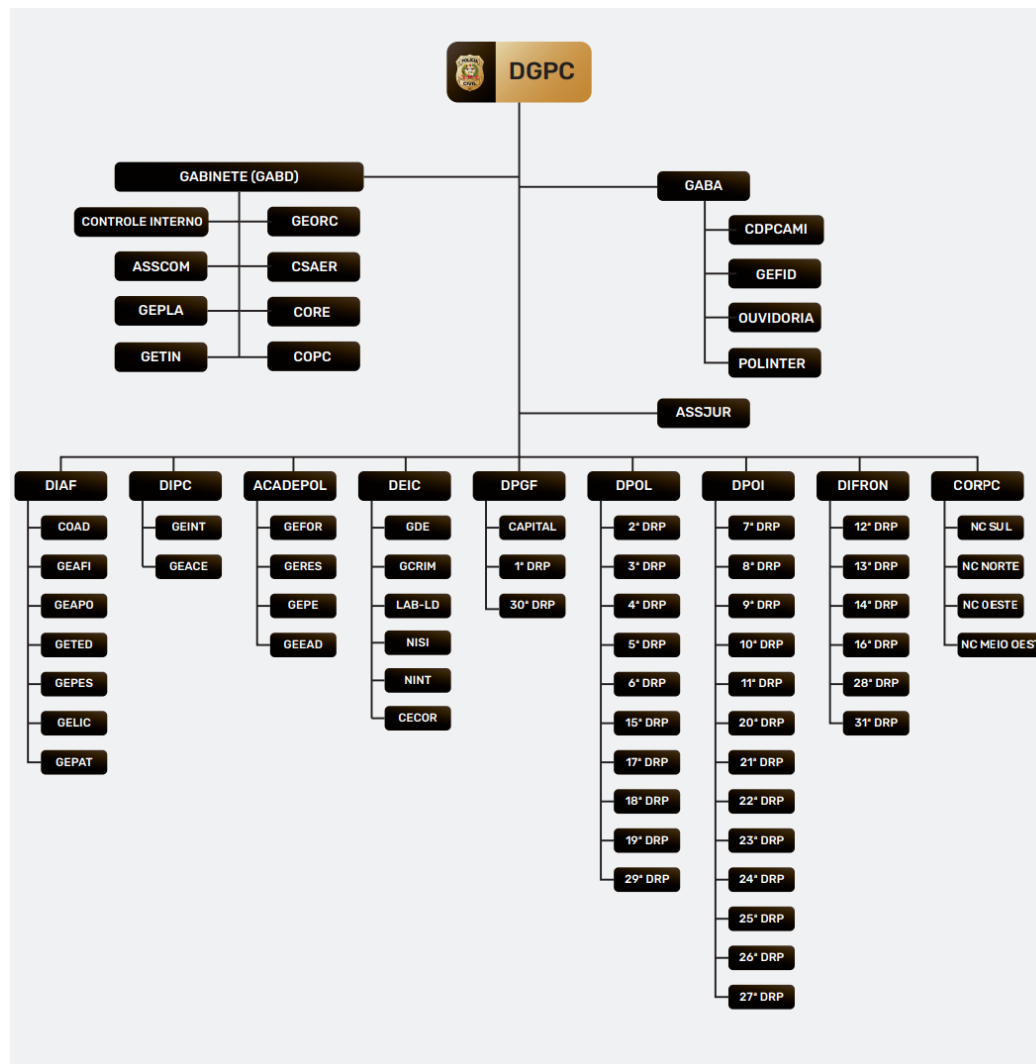 DGPC
GABINETE (GABD)
CONTROLE INTERNO
GEORC
ASSCOM
CSAER
GEPLA
CORE
GETIN
COPC
GABA
CDPCAMI
GEFID
OUVIDORIA
POLINTER
ASSJUR
DIAF
COAD
GEAFI
GEAPO
GETED
GEPES
GELIC
GEPAT
DIPC
GEINT
GEACE
ACADEPOL
GEFOR
GERES
GEPE
GEEAD
DEIC
GDE
GCRIM
LAB-LD
NISI
NINT
CECOR
DPGF
CAPITAL
1ª DRP
30ª DRP
DPOL
2ª DRP
3ª DRP
4ª DRP
5ª DRP
6ª DRP
15ª DRP
17ª DRP
18ª DRP
19ª DRP
29ª DRP
DPOI
7ª DRP
8ª DRP
9ª DRP
10ª DRP
11ª DRP
20ª DRP
21ª DRP
22ª DRP
23ª DRP
24ª DRP
25ª DRP
26ª DRP
27ª DRP
DIFRON
12ª DRP
13ª DRP
14ª DRP
16ª DRP
28ª DRP
31ª DRP
CORPC
NC SUL
NC NORTE
NC OESTE
NC MEIO OEST